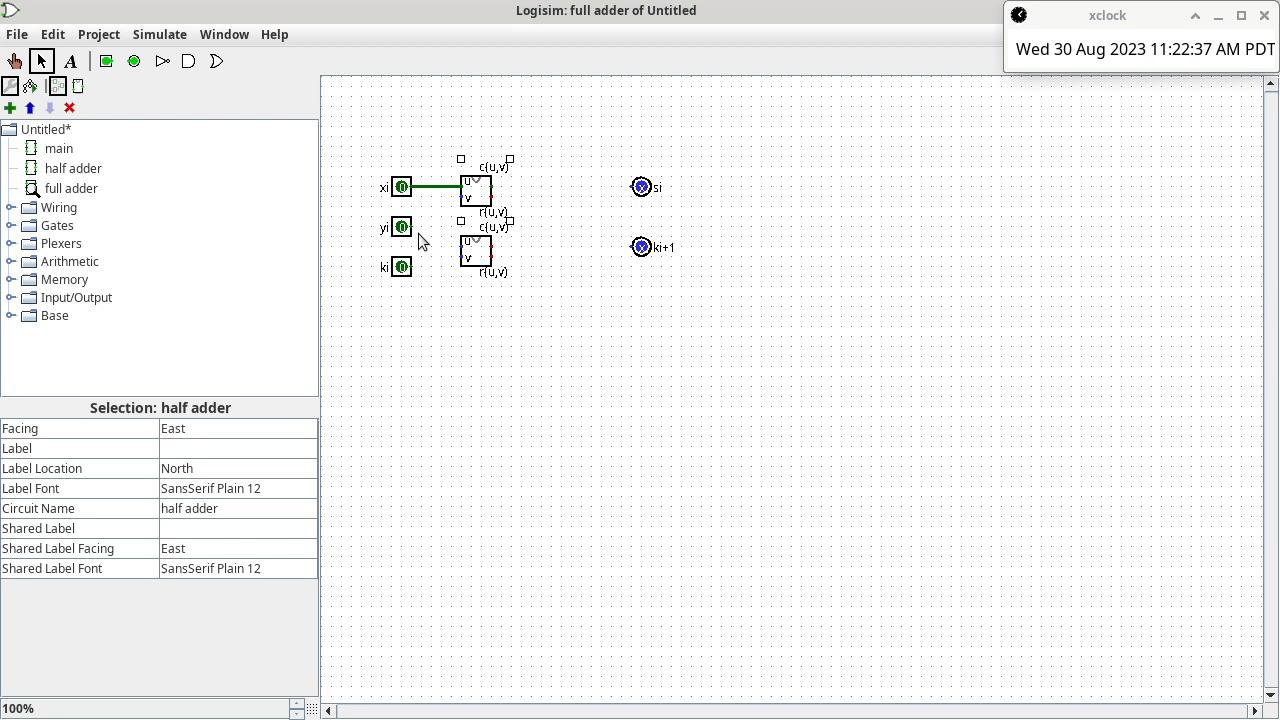 Logisim: full adder of Untitled
xclock
File Edit Project Simulate Window Help
Wed 30 Aug 2023 11:22:37 AM PDT
A
Untitled*
main
half adder
full adder
Wiring
Gates
Plexers
Arithmetic
Memory
Input/Output
Base
c(u,v)
xi 0 u x si
v
r(u,v)
yi 0 c(u,v)
u x ki+1
v
ki 0 r(u,v)
Selection: half adder
Facing East
Label
Label Location North
Label Font SansSerif Plain 12
Circuit Name half adder
Shared Label
Shared Label Facing East
Shared Label Font SansSerif Plain 12
100%